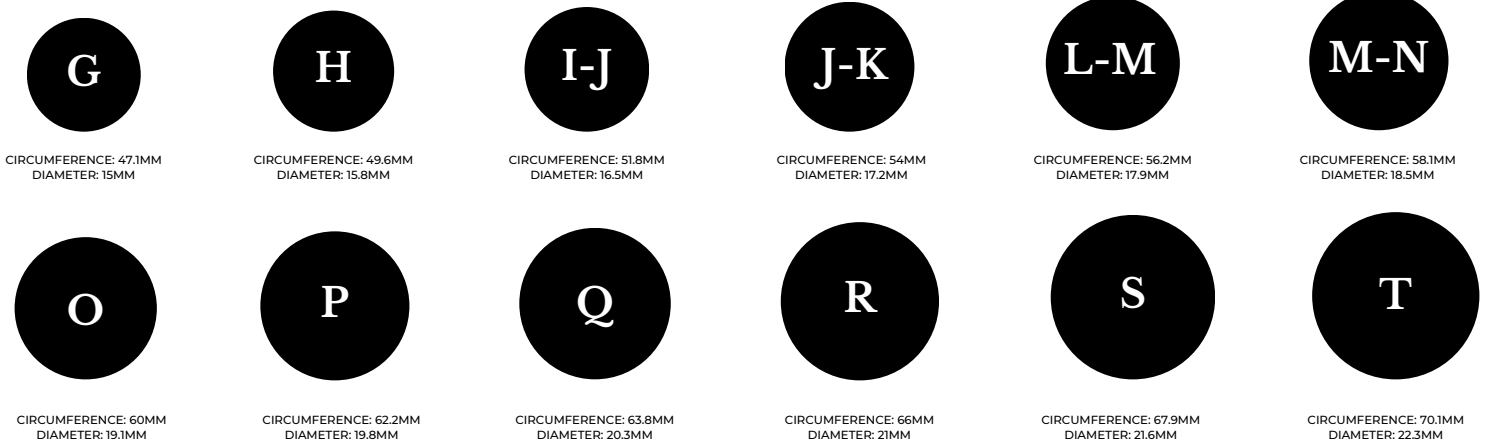 G
H
I-J
J-K
L-M
M-N
CIRCUMFERENCE: 47.1MM
DIAMETER: 15MM
CIRCUMFERENCE: 49.6MM
DIAMETER: 15.8MM
CIRCUMFERENCE: 51.8MM
DIAMETER: 16.5MM
CIRCUMFERENCE: 54MM
DIAMETER: 17.2MM
CIRCUMFERENCE: 56.2MM
DIAMETER: 17.9MM
CIRCUMFERENCE: 58.1MM
DIAMETER: 18.5MM
O
P
Q
R
S
T
CIRCUMFERENCE: 60MM
DIAMETER: 19.1MM
CIRCUMFERENCE: 62.2MM
DIAMETER: 19.8MM
CIRCUMFERENCE: 63.8MM
DIAMETER: 20.3MM
CIRCUMFERENCE: 66MM
DIAMETER: 21MM
CIRCUMFERENCE: 67.9MM
DIAMETER: 21.6MM
CIRCUMFERENCE: 70.1MM
DIAMETER: 22.3MM